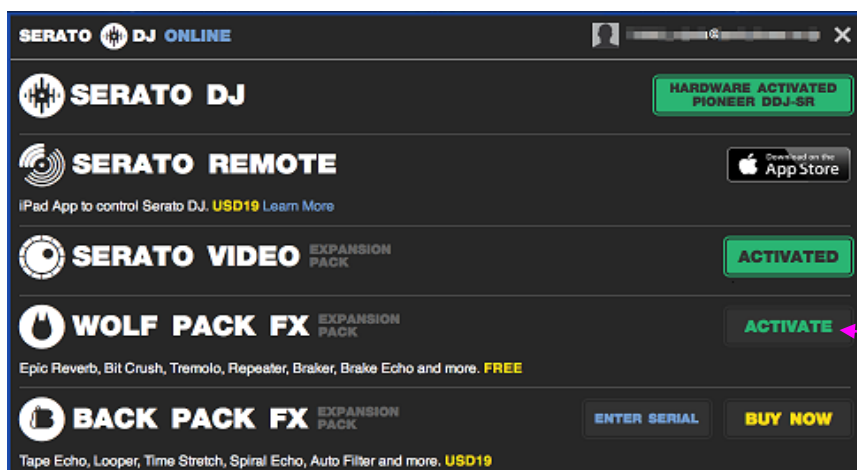 SERATO DJ ONLINE
SERATO DJ
HARDWARE ACTIVATED
PIONEER DDJ-SR
SERATO REMOTE
Download on the
App Store
iPad App to control Serato DJ. USD19 Learn More
SERATO VIDEO EXPANSION
PACK
ACTIVATED
WOLF PACK FX EXPANSION
PACK
ACTIVATE
Epic Reverb, Bit Crush, Tremolo, Repeater, Braker, Brake Echo and more. FREE
BACK PACK FX EXPANSION
PACK
ENTER SERIAL
BUY NOW
Tape Echo, Looper, Time Stretch, Spiral Echo, Auto Filter and more. USD19